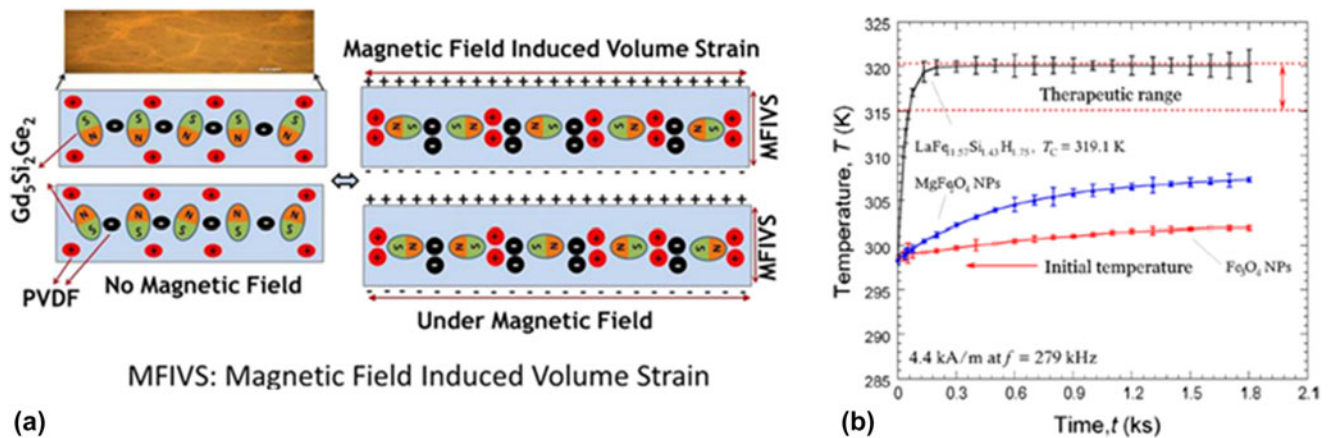 Magnetic Field Induced Volume Strain
Gd₅Si₂Ge₂
PVDF
No Magnetic Field
MFIVS
MFIVS
Under Magnetic Field
MFIVS: Magnetic Field Induced Volume Strain
(a)
Temperature, T (K)
325
320
315
310
305
300
295
290
285
Therapeutic range
LaFe₁₁.₅₇Si₁.₄₃H₁.₇₅, T_C = 319.1 K
MgFe₂O₄ NPs
Initial temperature
Fe₃O₄ NPs
4.4 kA/m at f = 279 kHz
0 0.3 0.6 0.9 1.2 1.5 1.8 2.1
Time, t (ks)
(b)